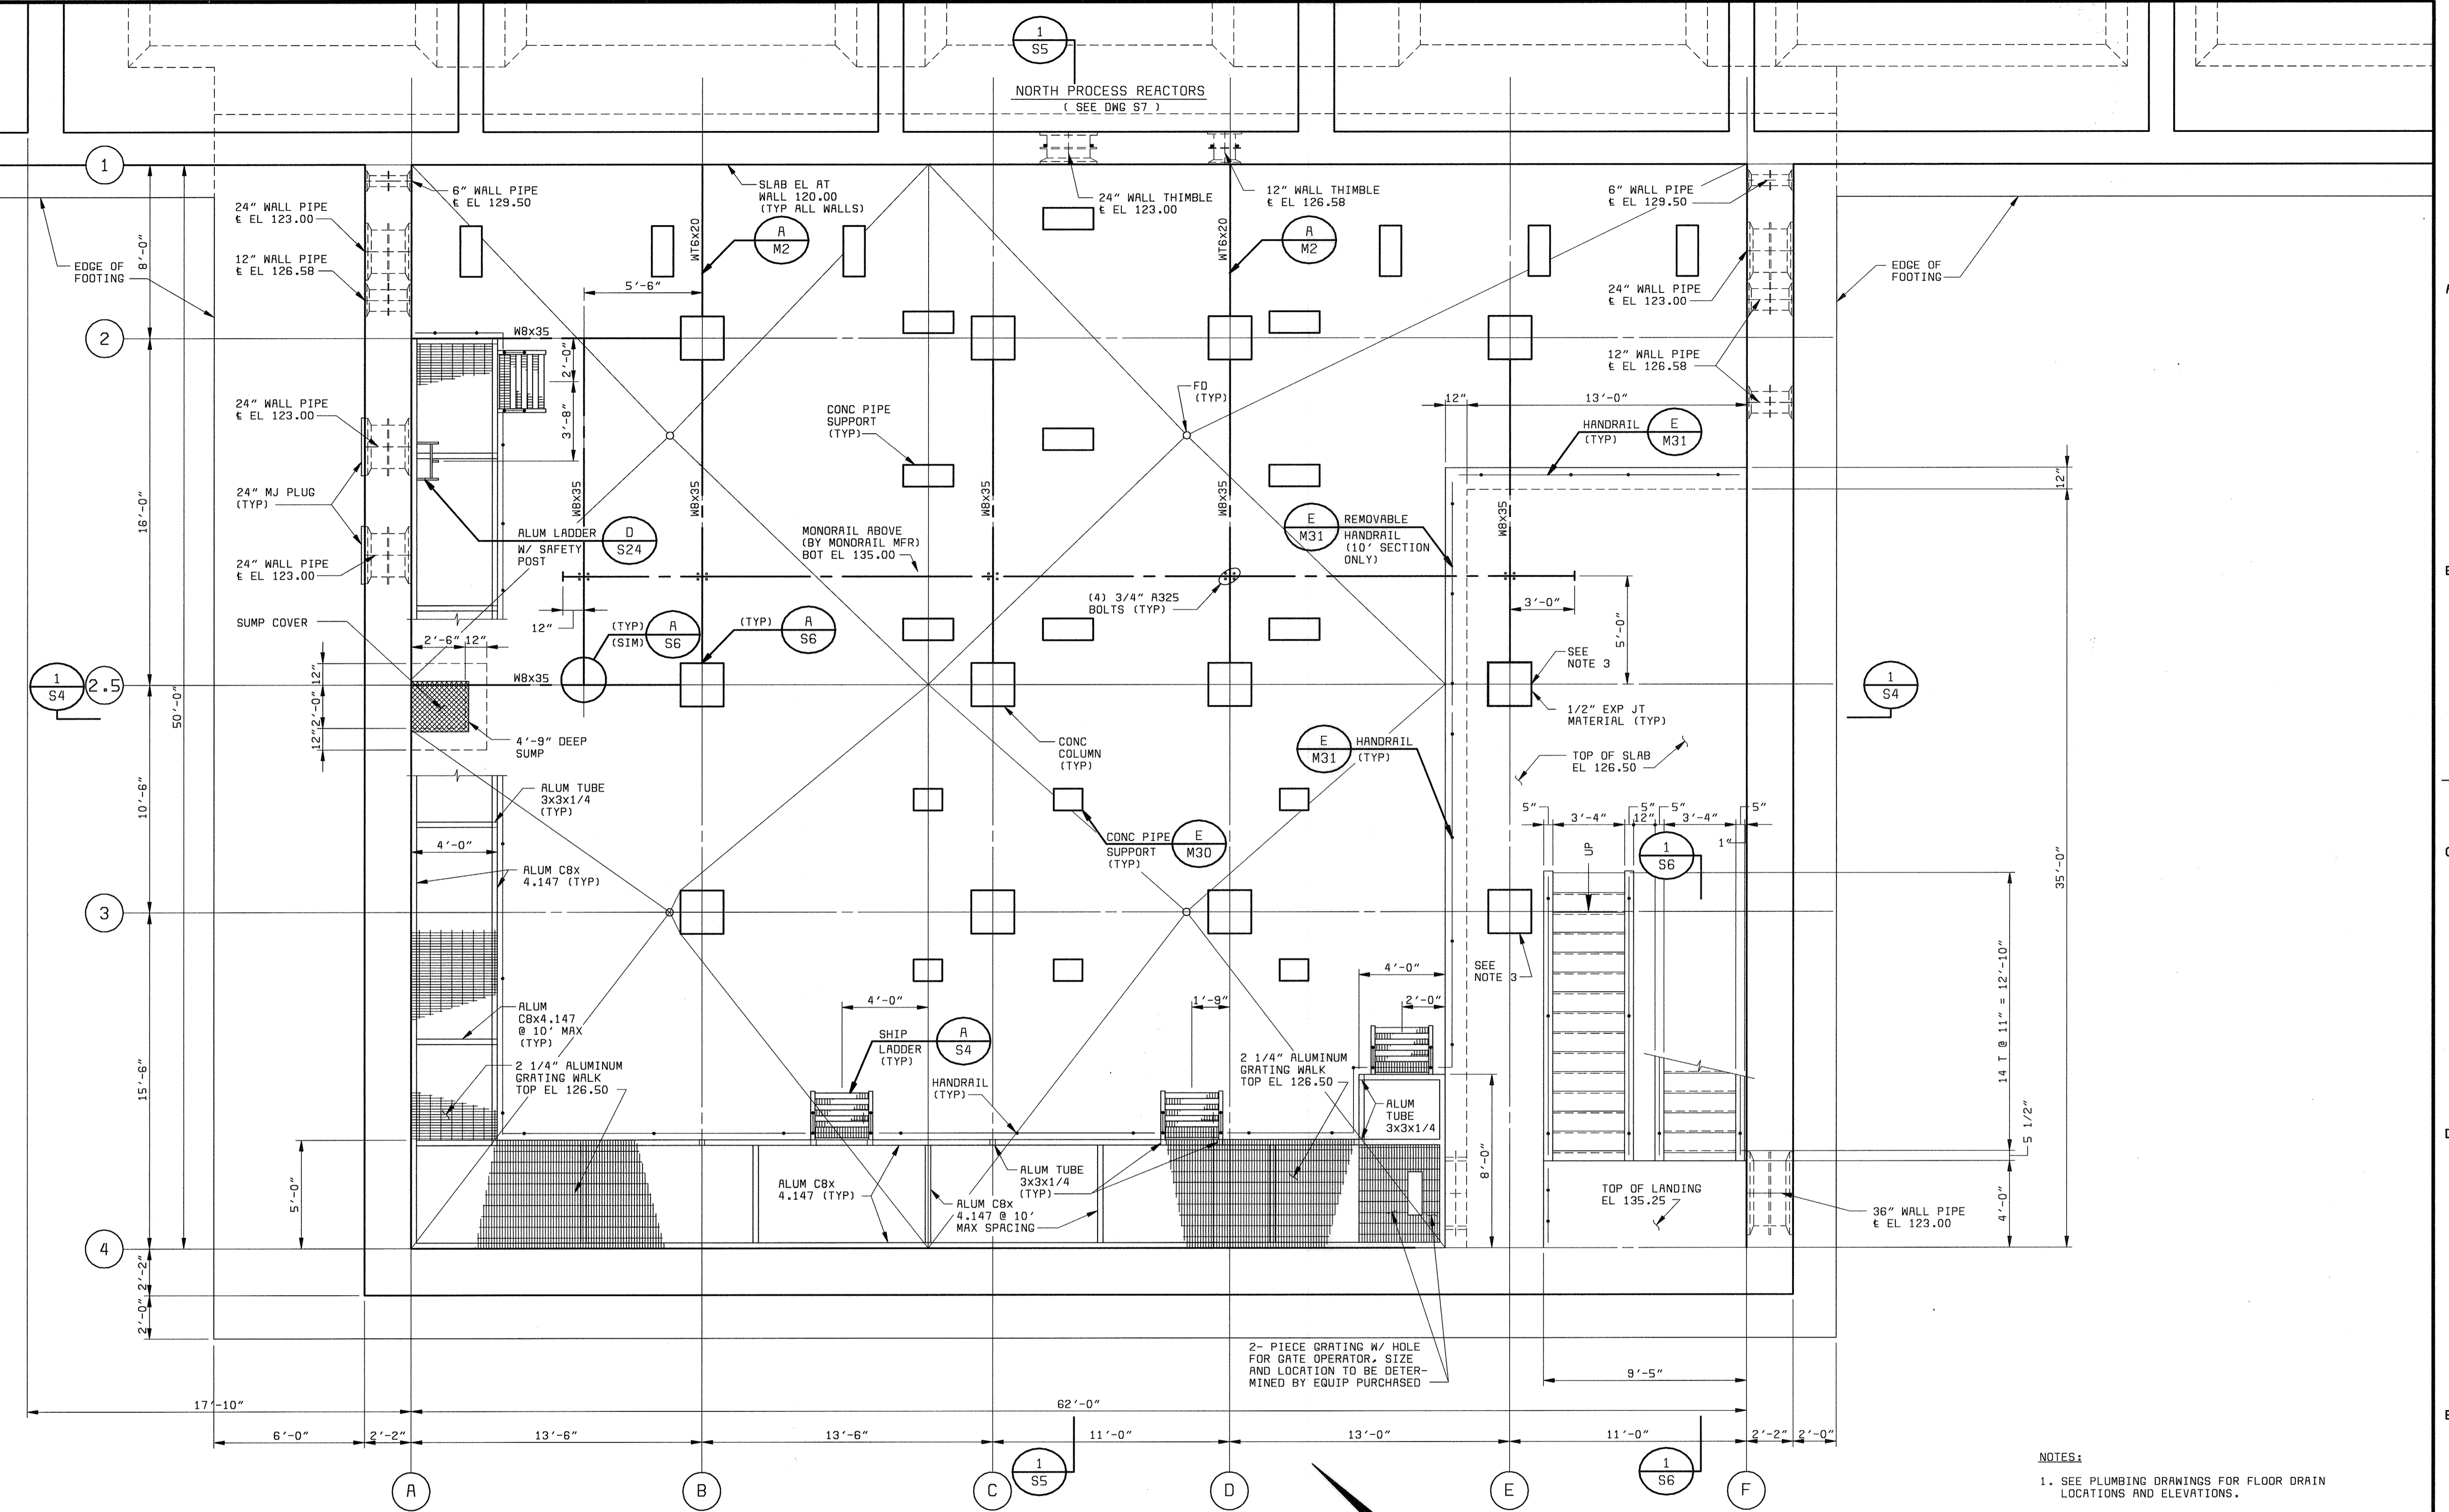 1
S5
NORTH PROCESS REACTORS
( SEE DWG S7 )
1
6" WALL PIPE
℄ EL 129.50
SLAB EL AT
WALL 120.00
(TYP ALL WALLS)
24" WALL THIMBLE
℄ EL 123.00
12" WALL THIMBLE
℄ EL 126.58
6" WALL PIPE
℄ EL 129.50
24" WALL PIPE
℄ EL 123.00
12" WALL PIPE
℄ EL 126.58
8'-0"
EDGE OF
FOOTING
WT6x20
A
M2
WT6x20
A
M2
EDGE OF
FOOTING
24" WALL PIPE
℄ EL 123.00
5'-6"
2
W8x35
2'-0"
3'-8"
12" WALL PIPE
℄ EL 126.58
FD
(TYP)
12"
13'-0"
24" WALL PIPE
℄ EL 123.00
CONC PIPE
SUPPORT
(TYP)
HANDRAIL
(TYP)
E
M31
12"
16'-0"
24" MJ PLUG
(TYP)
W8x35
W8x35
W8x35
W8x35
W8x35
ALUM LADDER
W/ SAFETY
POST
D
S24
MONORAIL ABOVE
(BY MONORAIL MFR)
BOT EL 135.00
E
M31
REMOVABLE
HANDRAIL
(10' SECTION
ONLY)
24" WALL PIPE
℄ EL 123.00
(4) 3/4" A325
BOLTS (TYP)
3'-0"
5'-0"
SUMP COVER
2'-6"
12"
12"
(TYP)
(SIM)
A
S6
(TYP)
A
S6
SEE
NOTE 3
1
S4
2.5
W8x35
12"
2'-0"
12"
50'-0"
1
S4
4'-9" DEEP
SUMP
CONC
COLUMN
(TYP)
E
M31
HANDRAIL
(TYP)
1/2" EXP JT
MATERIAL (TYP)
TOP OF SLAB
EL 126.50
10'-6"
ALUM TUBE
3x3x1/4
(TYP)
4'-0"
ALUM C8x
4.147 (TYP)
CONC PIPE
SUPPORT
(TYP)
E
M30
5"
3'-4"
5"
12"
5"
3'-4"
5"
1"
UP
1
S6
35'-0"
3
SEE
NOTE 3
4'-0"
2'-0"
4'-0"
1'-9"
14 T @ 11" = 12'-10"
ALUM
C8x4.147
@ 10' MAX
(TYP)
SHIP
LADDER
(TYP)
A
S4
2 1/4" ALUMINUM
GRATING WALK
TOP EL 126.50
HANDRAIL
(TYP)
2 1/4" ALUMINUM
GRATING WALK
TOP EL 126.50
ALUM
TUBE
3x3x1/4
15'-6"
5 1/2"
5'-0"
ALUM C8x
4.147 (TYP)
ALUM TUBE
3x3x1/4
(TYP)
ALUM C8x
4.147 @ 10'
MAX SPACING
8'-0"
TOP OF LANDING
EL 135.25
4'-0"
36" WALL PIPE
℄ EL 123.00
4
2'-2"
2'-0"
2- PIECE GRATING W/ HOLE
FOR GATE OPERATOR, SIZE
AND LOCATION TO BE DETER-
MINED BY EQUIP PURCHASED
9'-5"
17'-10"
62'-0"
6'-0"
2'-2"
13'-6"
13'-6"
11'-0"
13'-0"
11'-0"
2'-2"
2'-0"
A
B
C
1
S5
D
E
1
S6
F
NOTES:
1. SEE PLUMBING DRAWINGS FOR FLOOR DRAIN
LOCATIONS AND ELEVATIONS.